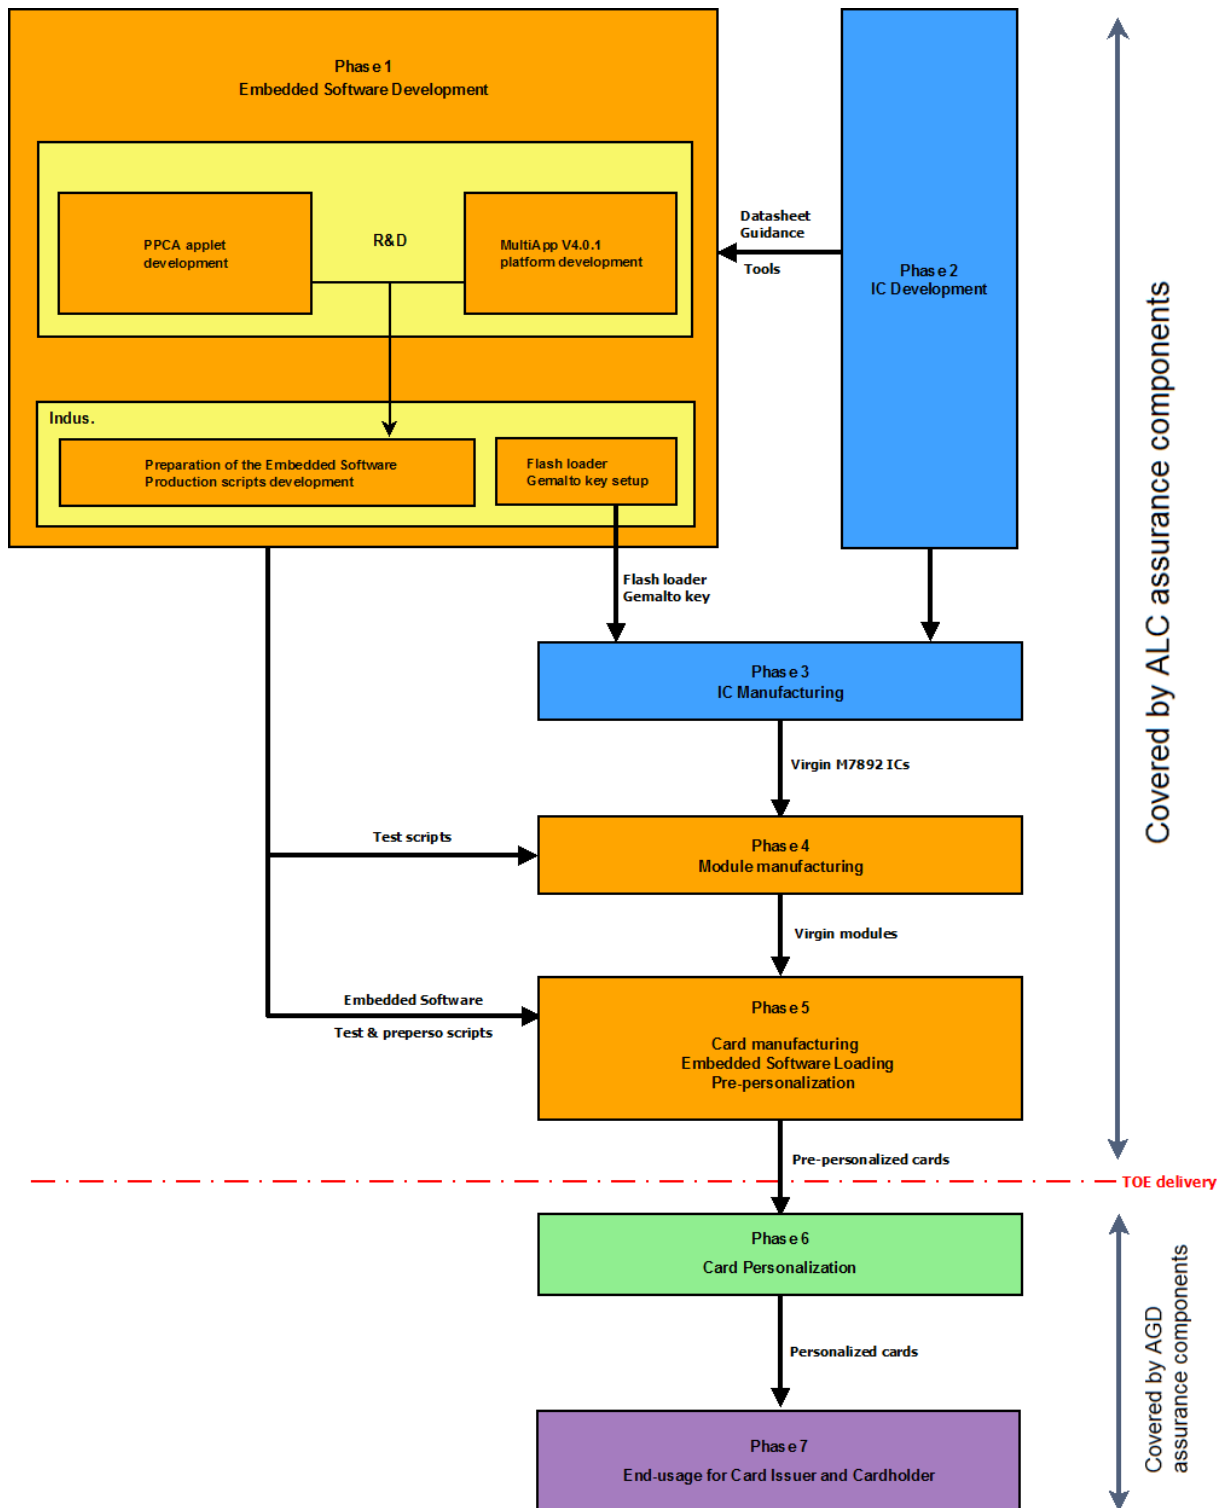 Phase 1
Embedded Software Development
PPCA applet
development
R&D
MultiApp V4.0.1
platform development
Datasheet
Guidance
Tools
Phase 2
IC Development
Indus.
Preparation of the Embedded Software
Production scripts development
Flash loader
Gemalto key setup
Flash loader
Gemalto key
Phase 3
IC Manufacturing
Virgin M7892 ICs
Test scripts
Phase 4
Module manufacturing
Virgin modules
Embedded Software
Test & preperso scripts
Phase 5
Card manufacturing
Embedded Software Loading
Pre-personalization
Pre-personalized cards
Covered by ALC assurance components
TOE delivery
Phase 6
Card Personalization
Personalized cards
Phase 7
End-usage for Card Issuer and Cardholder
Covered by AGD
assurance components